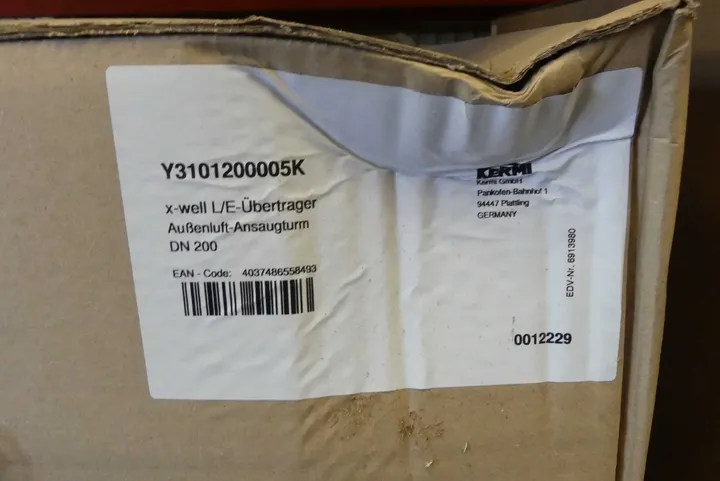 Y3101200005K
x-well L/E-Übertrager
Außenluft-Ansaugturm
DN 200
EAN - Code: 4037486558493
KERMI
Kermi GmbH
Pankofen-Bahnhof 1
94447 Plattling
GERMANY
EDV-Nr. 6913980
0012229